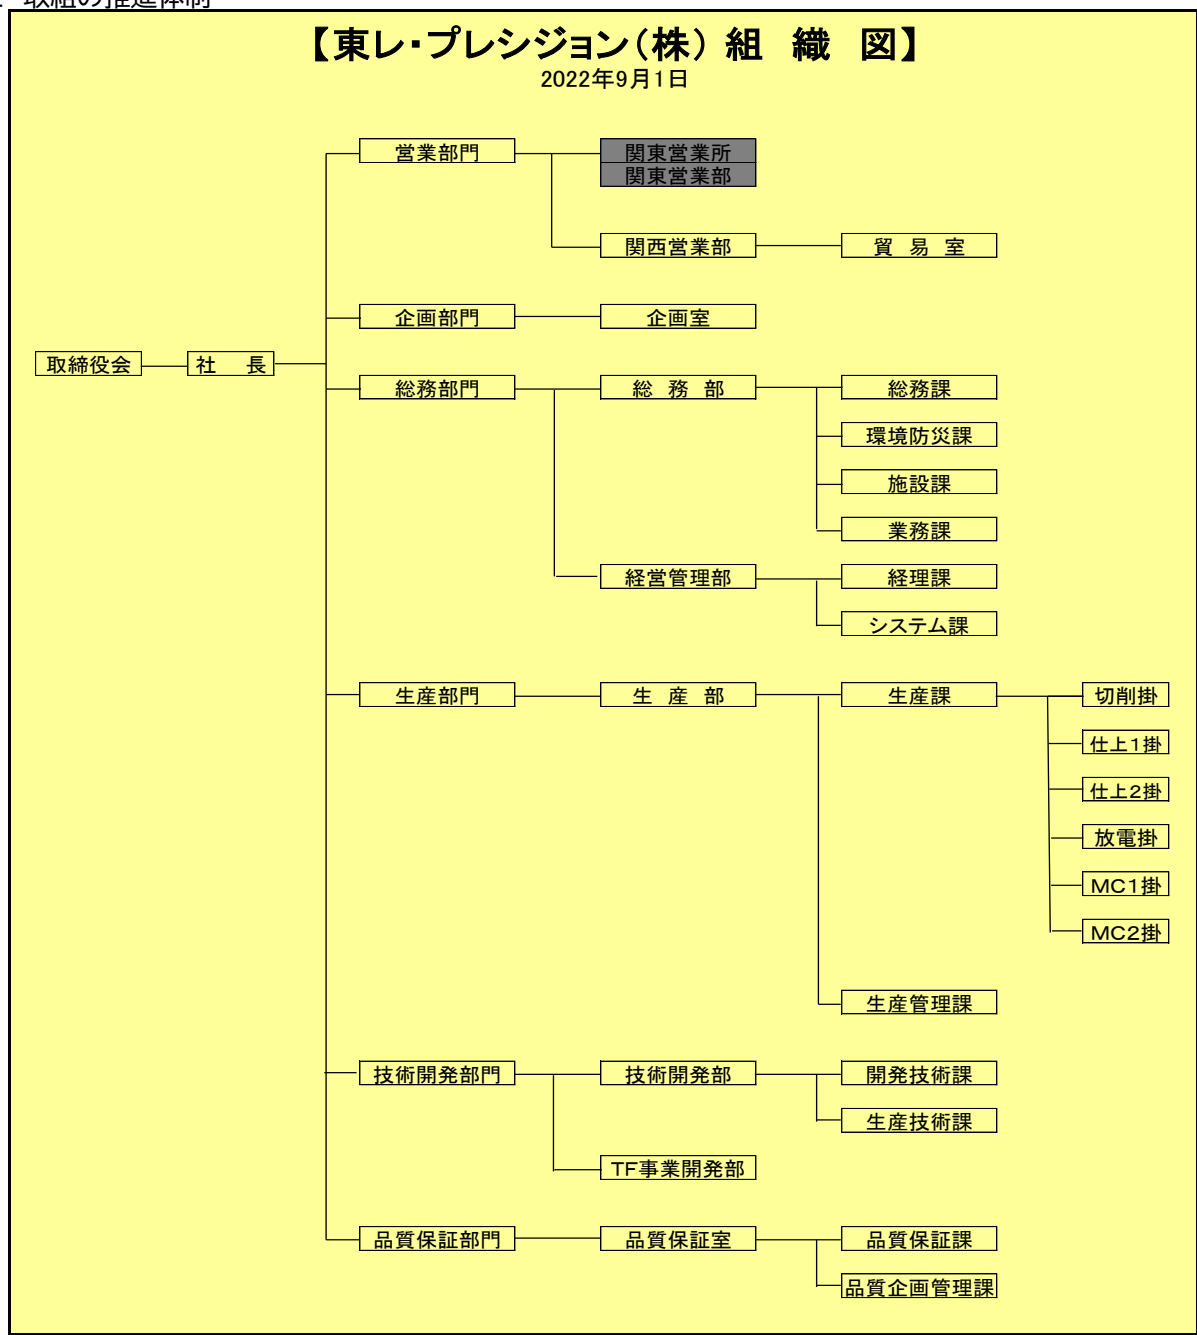 取組の推進体制
【東レ・プレシジョン(株) 組 織 図】
2022年9月1日
営業部門
関東営業所
関東営業部
関西営業部
貿 易 室
企画部門
企画室
取締役会
社 長
総務部門
総 務 部
総務課
環境防災課
施設課
業務課
経営管理部
経理課
システム課
生産部門
生 産 部
生産課
切削掛
仕上1掛
仕上2掛
放電掛
MC1掛
MC2掛
生産管理課
技術開発部門
技術開発部
開発技術課
生産技術課
TF事業開発部
品質保証部門
品質保証室
品質保証課
品質企画管理課